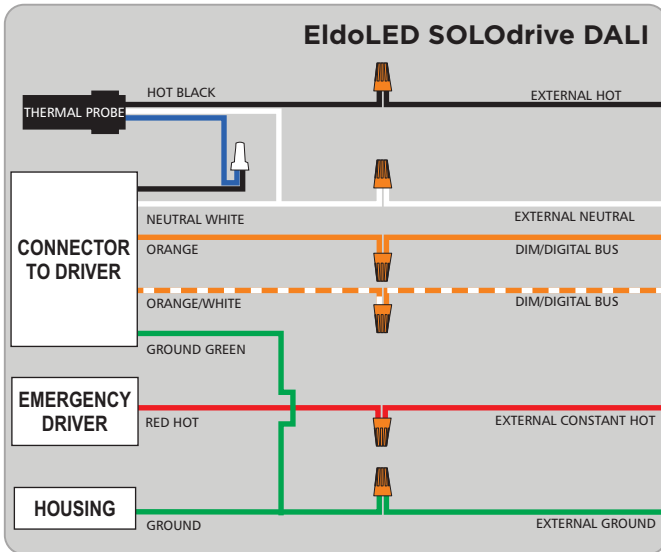 EldoLED SOLOdrive DALI
HOT BLACK
EXTERNAL HOT
THERMAL PROBE
NEUTRAL WHITE
EXTERNAL NEUTRAL
CONNECTOR
TO DRIVER
ORANGE
DIM/DIGITAL BUS
ORANGE/WHITE
DIM/DIGITAL BUS
GROUND GREEN
EMERGENCY
DRIVER
RED HOT
EXTERNAL CONSTANT HOT
HOUSING
GROUND
EXTERNAL GROUND